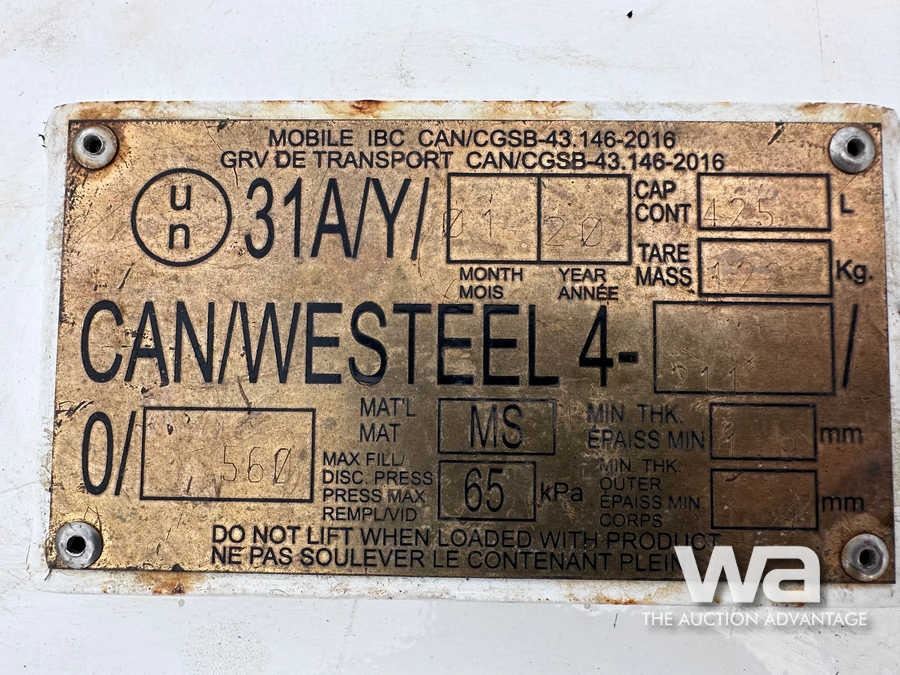 MOBILE IBC CAN/CGSB-43.146-2016
GRV DE TRANSPORT CAN/CGSB-43.146-2016
un 31A/Y/ 01 20
CAP CONT 425 L
MONTH MOIS YEAR ANNÉE
TARE MASS Kg.
CAN/WESTEEL 4- /
0/ 560
MAT'L MAT MS
MIN THK. ÉPAISS MIN mm
MAX FILL/ DISC. PRESS PRESS MAX REMPL/VID 65 kPa
MIN THK. OUTER ÉPAISS MIN CORPS mm
DO NOT LIFT WHEN LOADED WITH PRODUCT
NE PAS SOULEVER LE CONTENANT PLEIN
wa
THE AUCTION ADVANTAGE